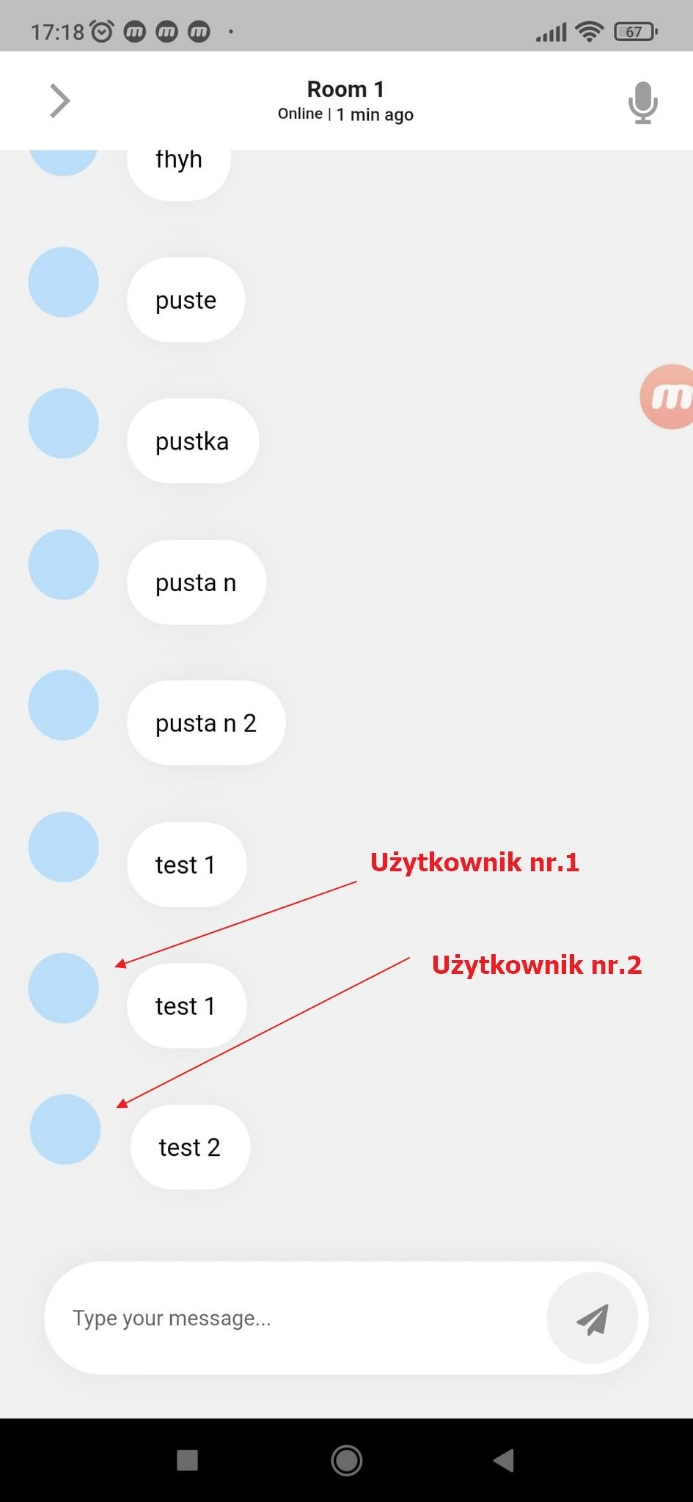 17:18
67
Room 1
Online | 1 min ago
fhyh
puste
m
pustka
pusta n
pusta n 2
test 1
Użytkownik nr.1
test 1
Użytkownik nr.2
test 2
Type your message...